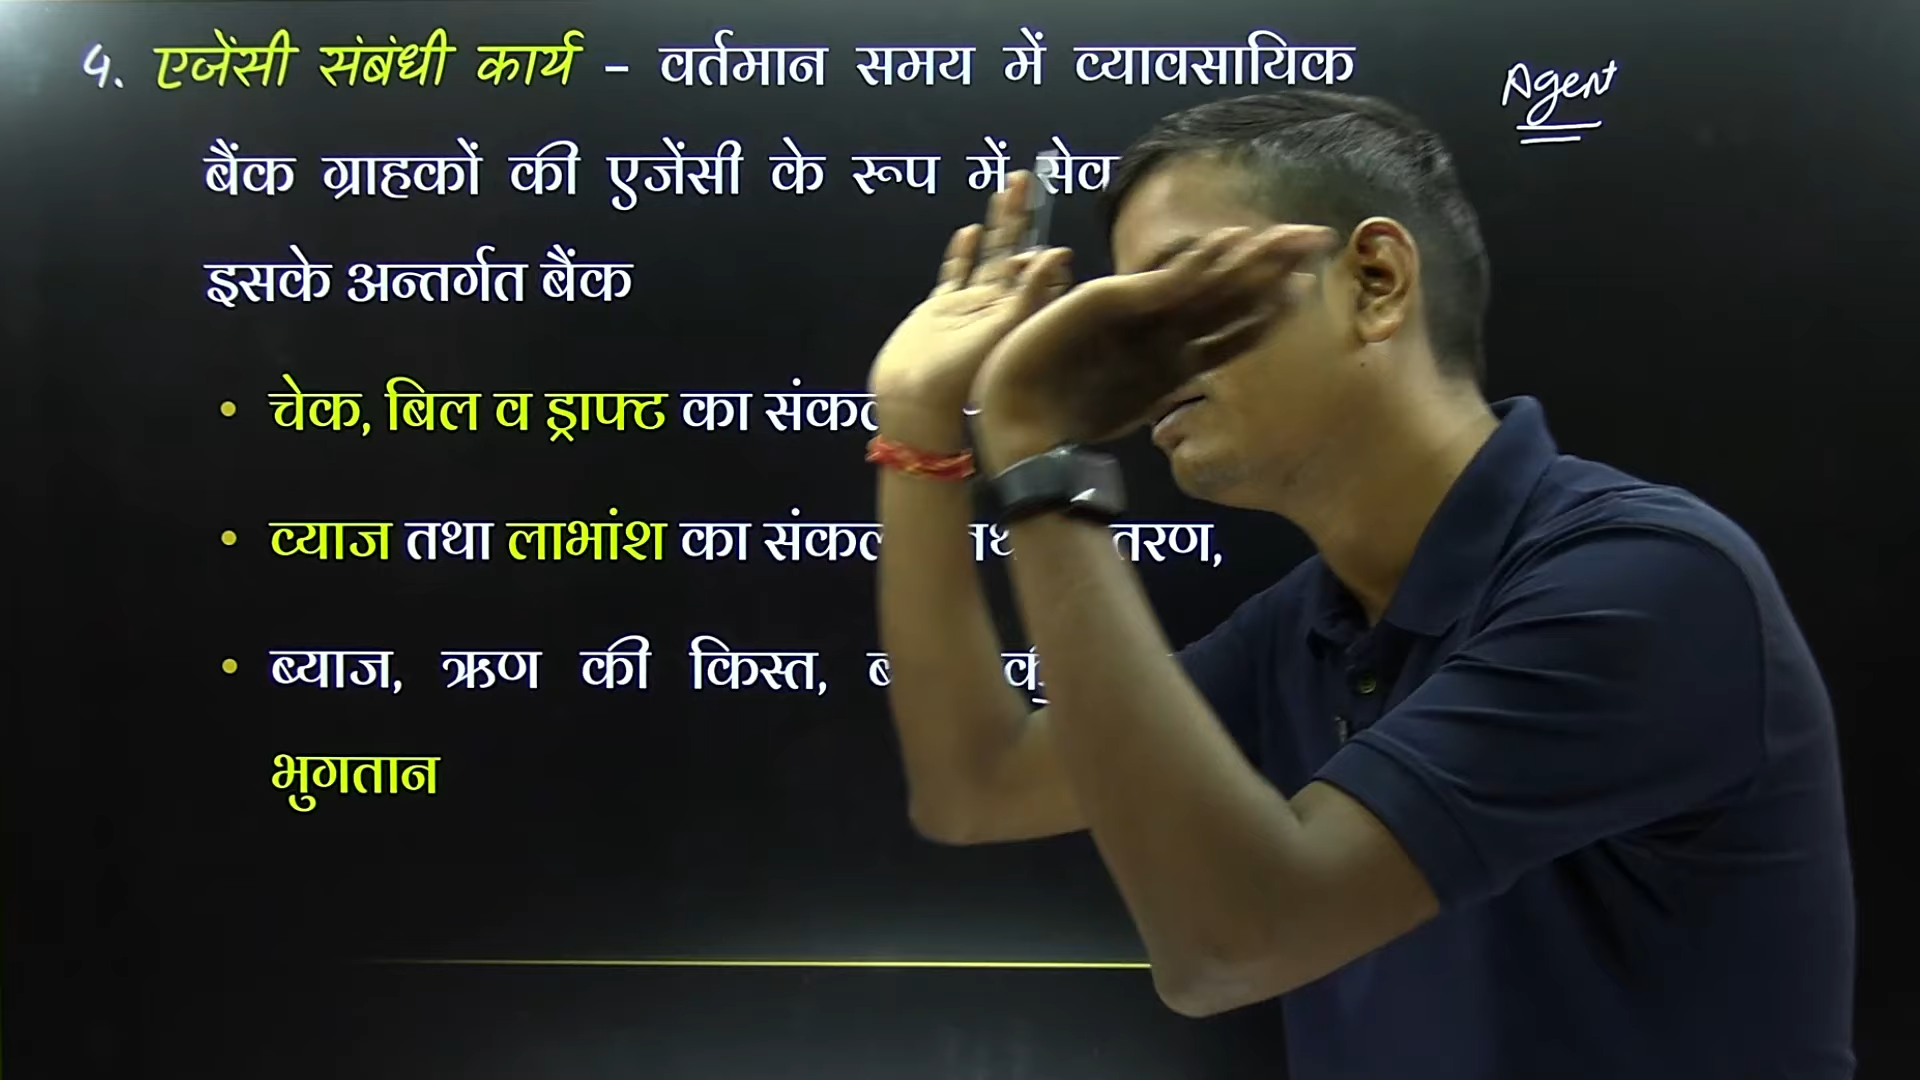 4. एजेंसी संबंधी कार्य – वर्तमान समय में व्यावसायिक
Agent
बैंक ग्राहकों की एजेंसी के रूप में
इसके अन्तर्गत बैंक
• चेक, बिल व ड्राफ्ट का
• ब्याज तथा लाभांश का
• ब्याज, ऋण की किस्त,
भुगतान